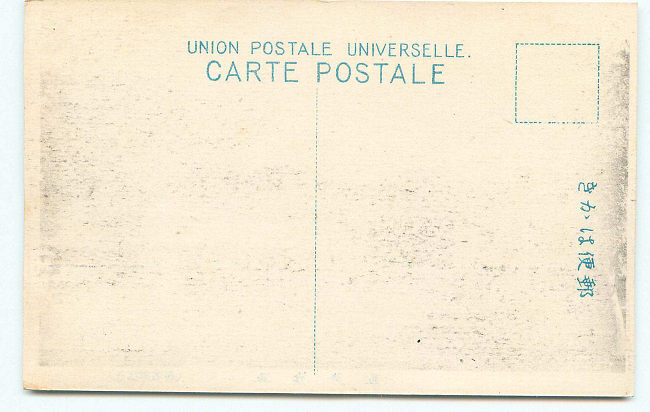 UNION POSTALE UNIVERSELLE.
CARTE POSTALE
きかは便郵